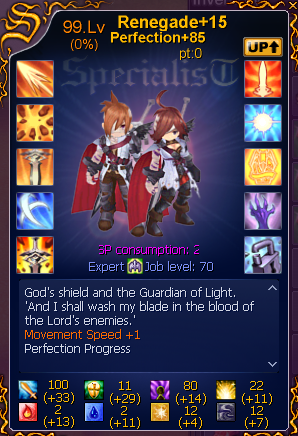 99.Lv
Renegade+15
(0%)
Perfection+85
pt:0
UP
SpecialisT
SP consumption: 2
Expert Job level: 70
God's shield and the Guardian of Light.
'And I shall wash my blade in the blood of
the Lord's enemies.'
Movement Speed +1
Perfection Progress
100 11 80 22
(+33) (+29) (+14) (+11)
2 2 12 12
(+13) (+11) (+4) (+7)